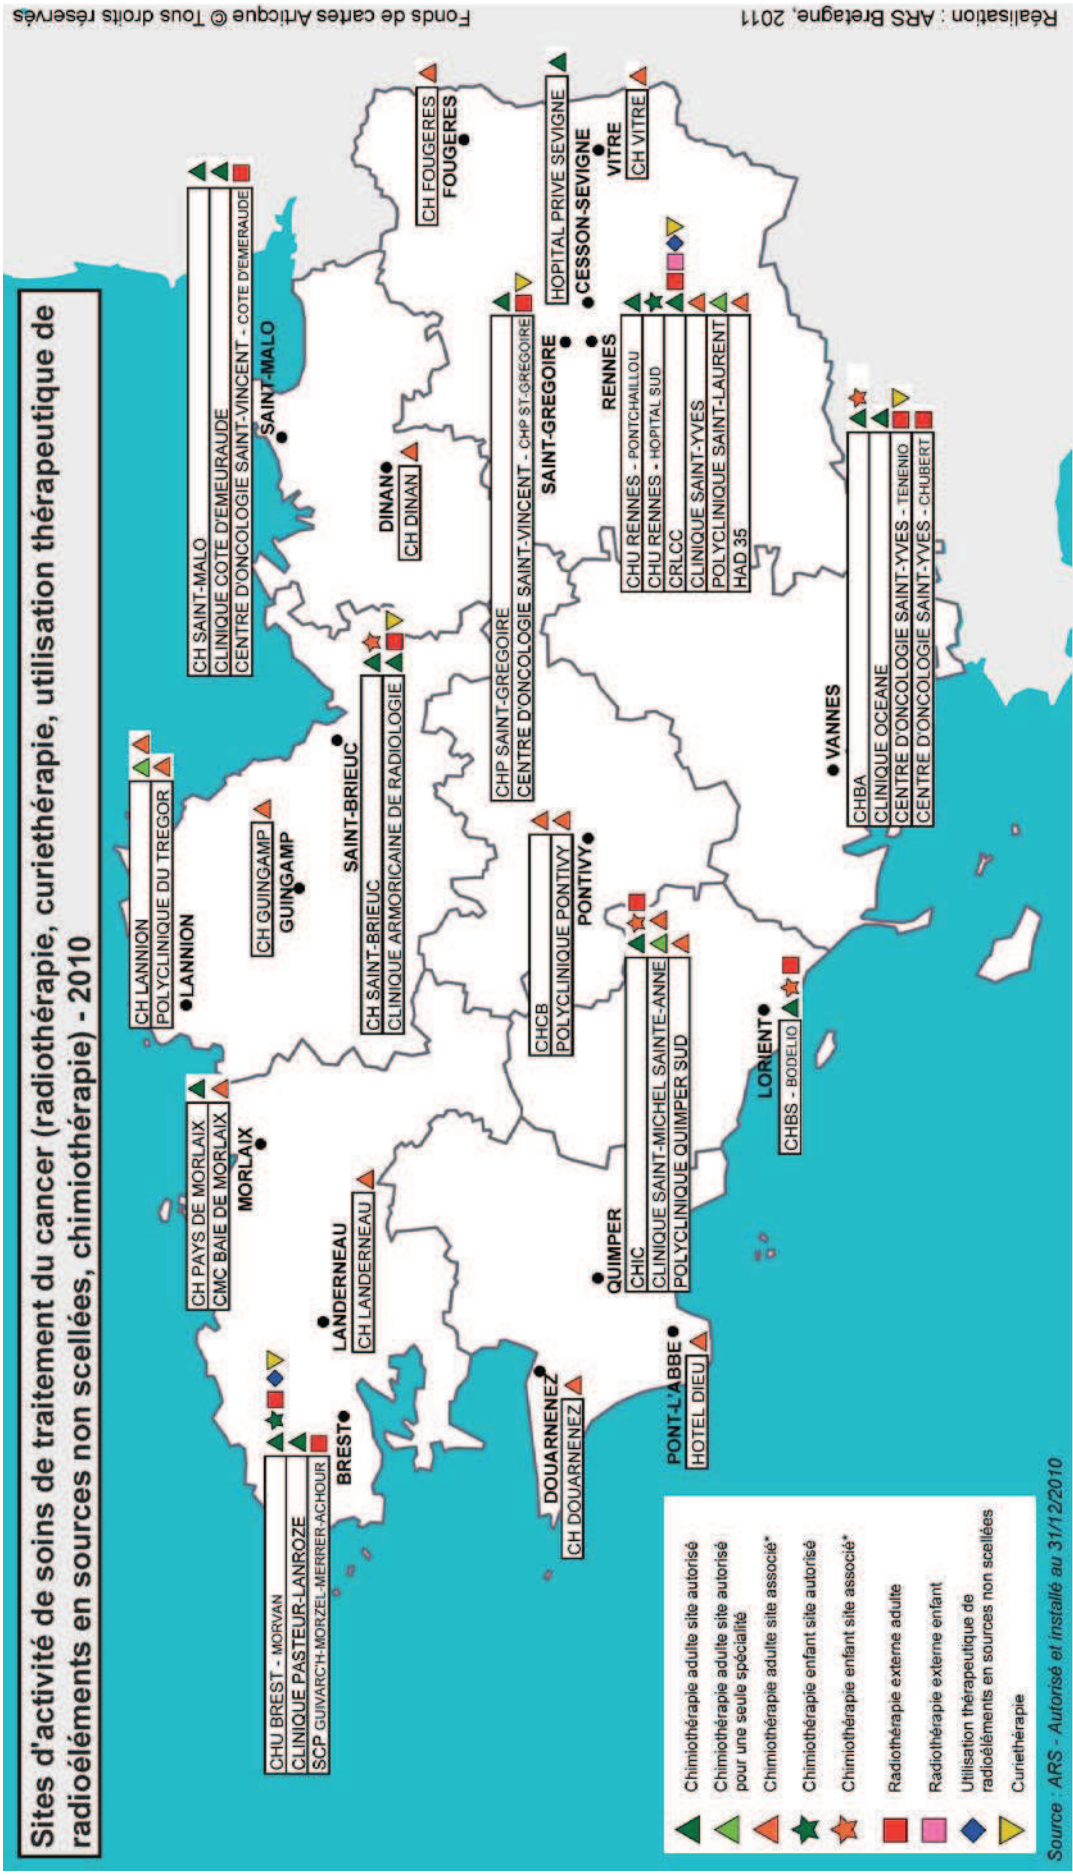 Sites d'activité de soins de traitement du cancer (radiothérapie, curiethérapie, utilisation thérapeutique de
radioéléments en sources non scellées, chimiothérapie) - 2010
CH LANNION
POLYCLINIQUE DU TREGOR
LANNION
CH PAYS DE MORLAIX
CMC BAIE DE MORLAIX
MORLAIX
CH SAINT-MALO
CLINIQUE COTE D'EMEURAUDE
CENTRE D'ONCOLOGIE SAINT-VINCENT - COTE D'EMERAUDE
SAINT-MALO
CH GUINGAMP
GUINGAMP
CHU BREST - MORVAN
CLINIQUE PASTEUR-LANROZE
SCP GUIVARC'H-MORZEL-MERRER-ACHOUR
BREST
LANDERNEAU
CH LANDERNEAU
SAINT-BRIEUC
CH SAINT-BRIEUC
CLINIQUE ARMORICAINE DE RADIOLOGIE
DINAN
CH DINAN
CH FOUGERES
FOUGERES
CHP SAINT-GREGOIRE
CENTRE D'ONCOLOGIE SAINT-VINCENT - CHP ST-GREGOIRE
SAINT-GREGOIRE
HOPITAL PRIVE SEVIGNE
CESSON-SEVIGNE
VITRE
CH VITRE
RENNES
CHU RENNES - PONTCHAILLOU
CHU RENNES - HOPITAL SUD
CRLCC
CLINIQUE SAINT-YVES
POLYCLINIQUE SAINT-LAURENT
HAD 35
CHCB
POLYCLINIQUE PONTIVY
PONTIVY
DOUARNENEZ
CH DOUARNENEZ
QUIMPER
CHIC
CLINIQUE SAINT-MICHEL SAINTE-ANNE
POLYCLINIQUE QUIMPER SUD
PONT-L'ABBE
HOTEL DIEU
LORIENT
CHBS - BODELIO
VANNES
CHBA
CLINIQUE OCEANE
CENTRE D'ONCOLOGIE SAINT-YVES - TENENIO
CENTRE D'ONCOLOGIE SAINT-YVES - CHUBERT
Chimiothérapie adulte site autorisé
Chimiothérapie adulte site autorisé
pour une seule spécialité
Chimiothérapie adulte site associé*
Chimiothérapie enfant site autorisé
Chimiothérapie enfant site associé*
Radiothérapie externe adulte
Radiothérapie externe enfant
Utilisation thérapeutique de
radioéléments en sources non scellées
Curiethérapie
Source : ARS - Autorisé et installé au 31/12/2010
Fonds de cartes Articque © Tous droits réservés
Réalisation : ARS Bretagne, 2011